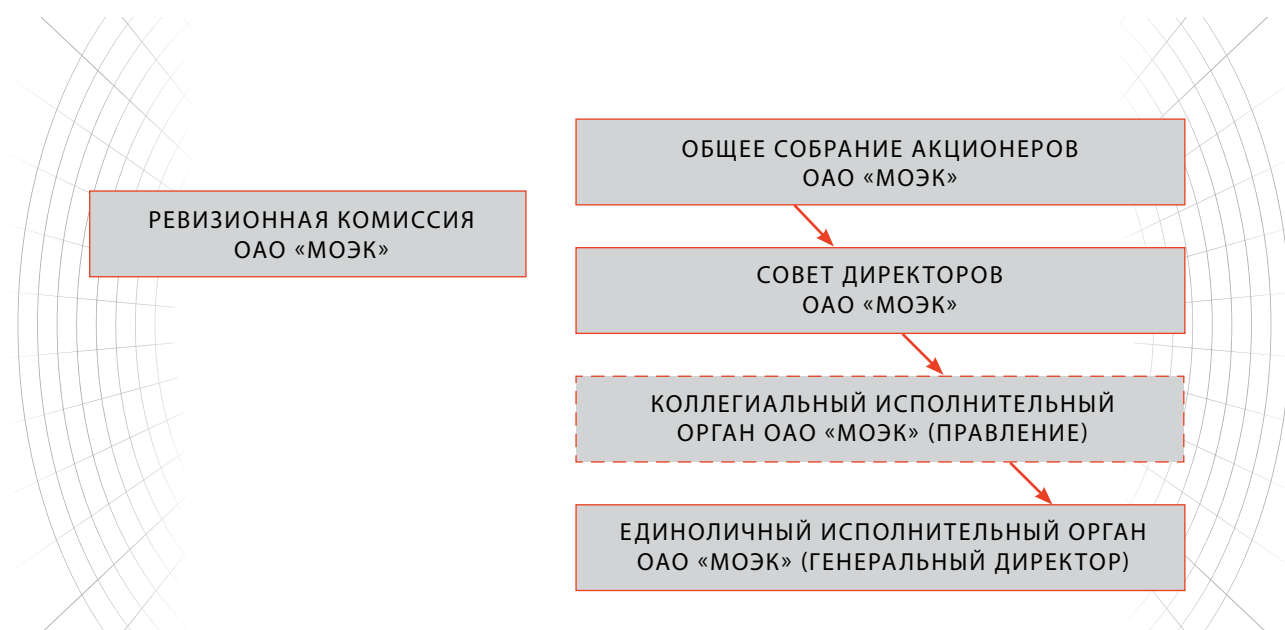 ОБЩЕЕ СОБРАНИЕ АКЦИОНЕРОВ
ОАО «МОЭК»
РЕВИЗИОННАЯ КОМИССИЯ
ОАО «МОЭК»
СОВЕТ ДИРЕКТОРОВ
ОАО «МОЭК»
КОЛЛЕГИАЛЬНЫЙ ИСПОЛНИТЕЛЬНЫЙ
ОРГАН ОАО «МОЭК» (ПРАВЛЕНИЕ)
ЕДИНОЛИЧНЫЙ ИСПОЛНИТЕЛЬНЫЙ ОРГАН
ОАО «МОЭК» (ГЕНЕРАЛЬНЫЙ ДИРЕКТОР)